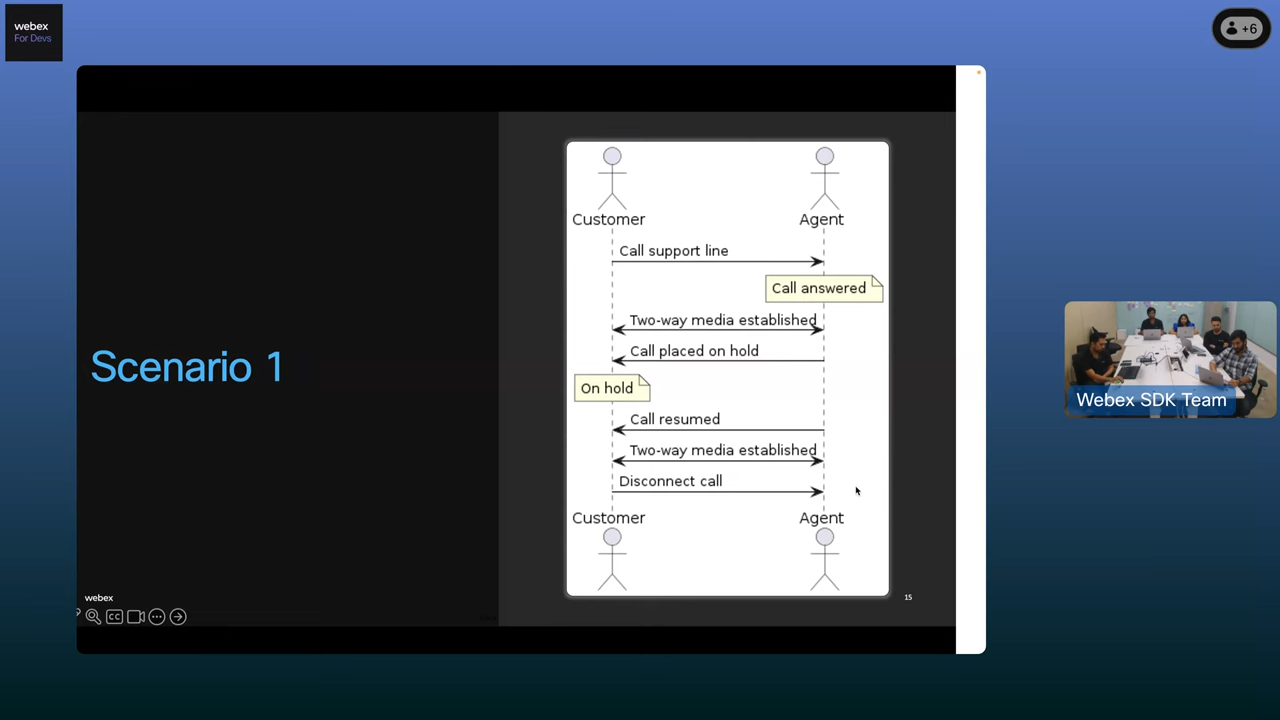 webex
For Devs
+6
Customer
Agent
Call support line
Call answered
Two-way media established
Call placed on hold
On hold
Scenario 1
Call resumed
Two-way media established
Disconnect call
Customer
Agent
Webex SDK Team
webex
15
CC